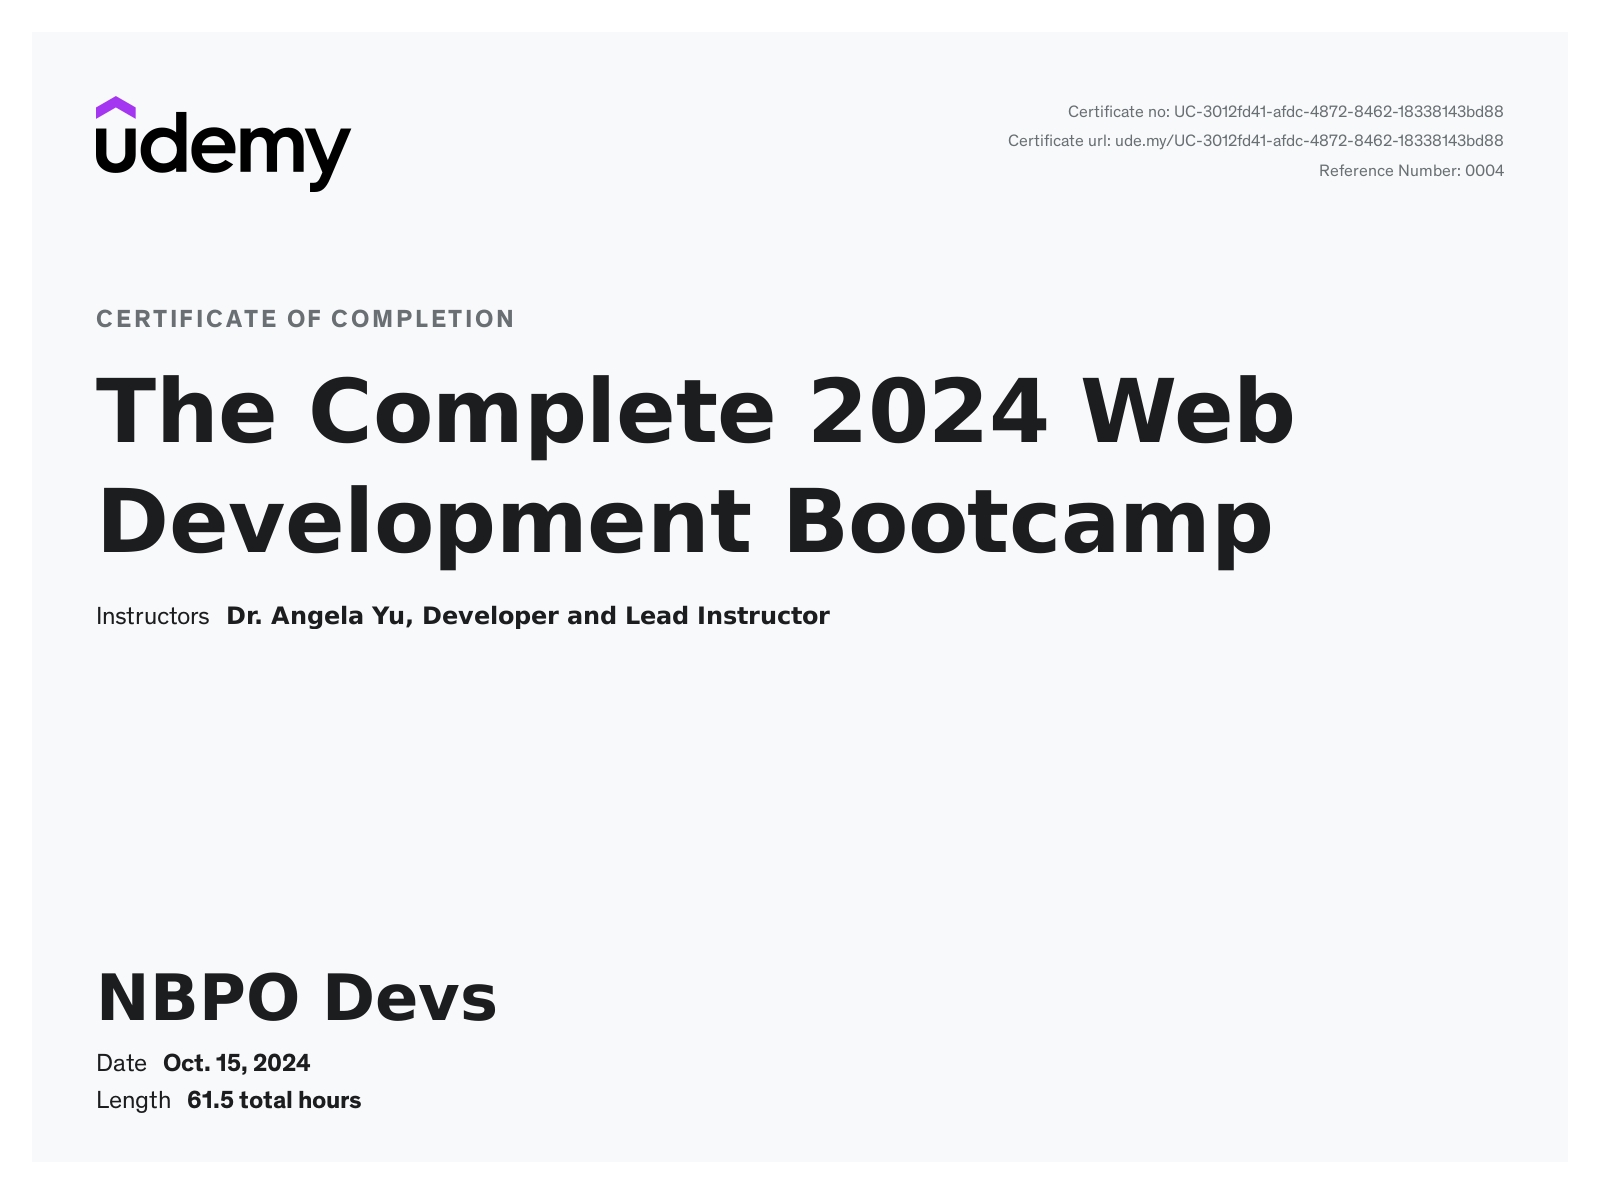 udemy
Certificate no: UC-3012fd41-afdc-4872-8462-18338143bd88
Certificate url: ude.my/UC-3012fd41-afdc-4872-8462-18338143bd88
Reference Number: 0004
CERTIFICATE OF COMPLETION
The Complete 2024 Web
Development Bootcamp
Instructors Dr. Angela Yu, Developer and Lead Instructor
NBPO Devs
Date Oct. 15, 2024
Length 61.5 total hours